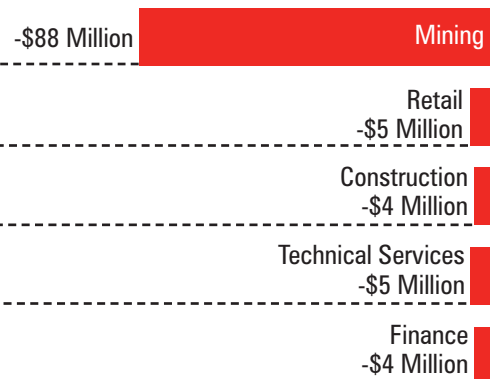 -$88 Million Mining
Retail
-$5 Million
Construction
-$4 Million
Technical Services
-$5 Million
Finance
-$4 Million